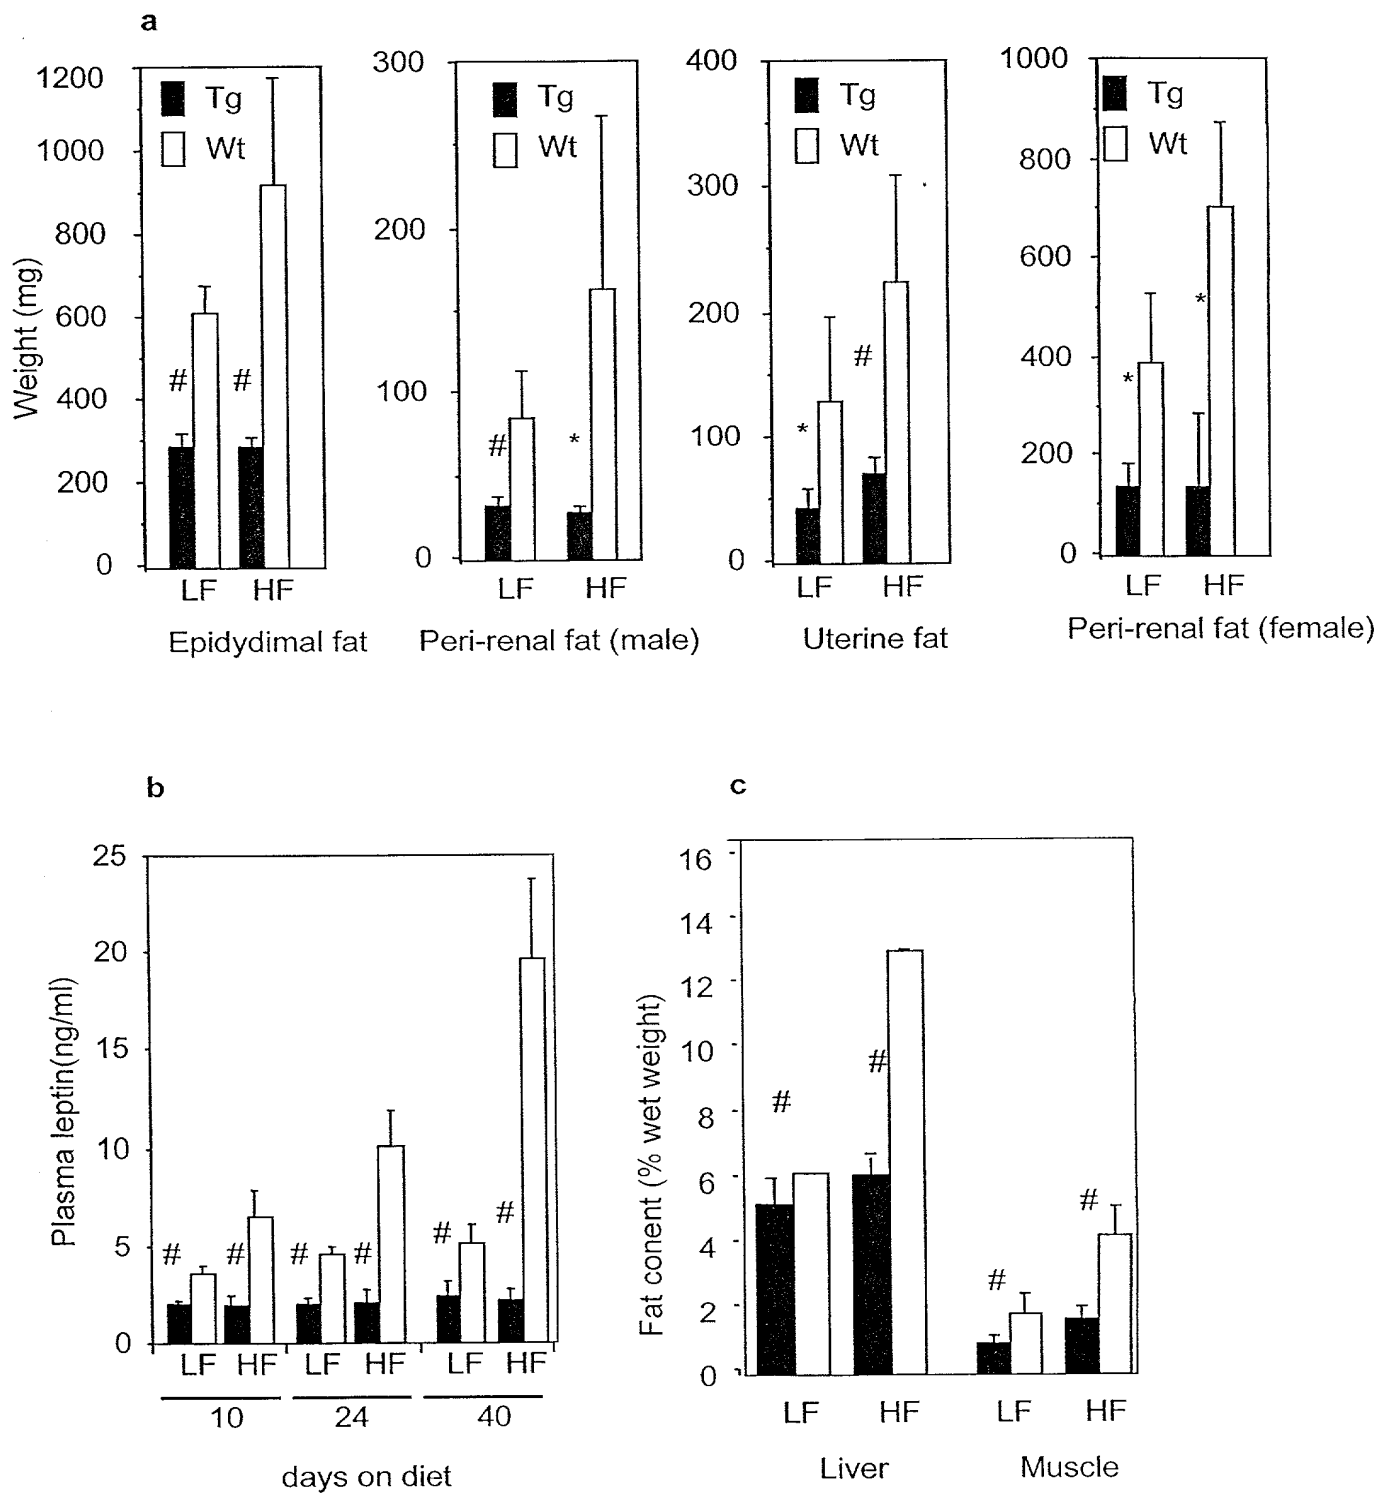 a
Weight (mg)
1200
1000
800
600
400
200
0
Tg
Wt
#
#
LF HF
Epidydimal fat
300
200
100
0
Tg
Wt
#
*
LF HF
Peri-renal fat (male)
400
300
200
100
0
Tg
Wt
*
#
LF HF
Uterine fat
1000
800
600
400
200
0
Tg
Wt
*
*
LF HF
Peri-renal fat (female)
b
Plasma leptin(ng/ml)
25
20
15
10
5
0
# # # # # #
LF HF LF HF LF HF
10 24 40
days on diet
c
Fat conent (% wet weight)
16
14
12
10
8
6
4
2
0
# # # #
LF HF LF HF
Liver Muscle